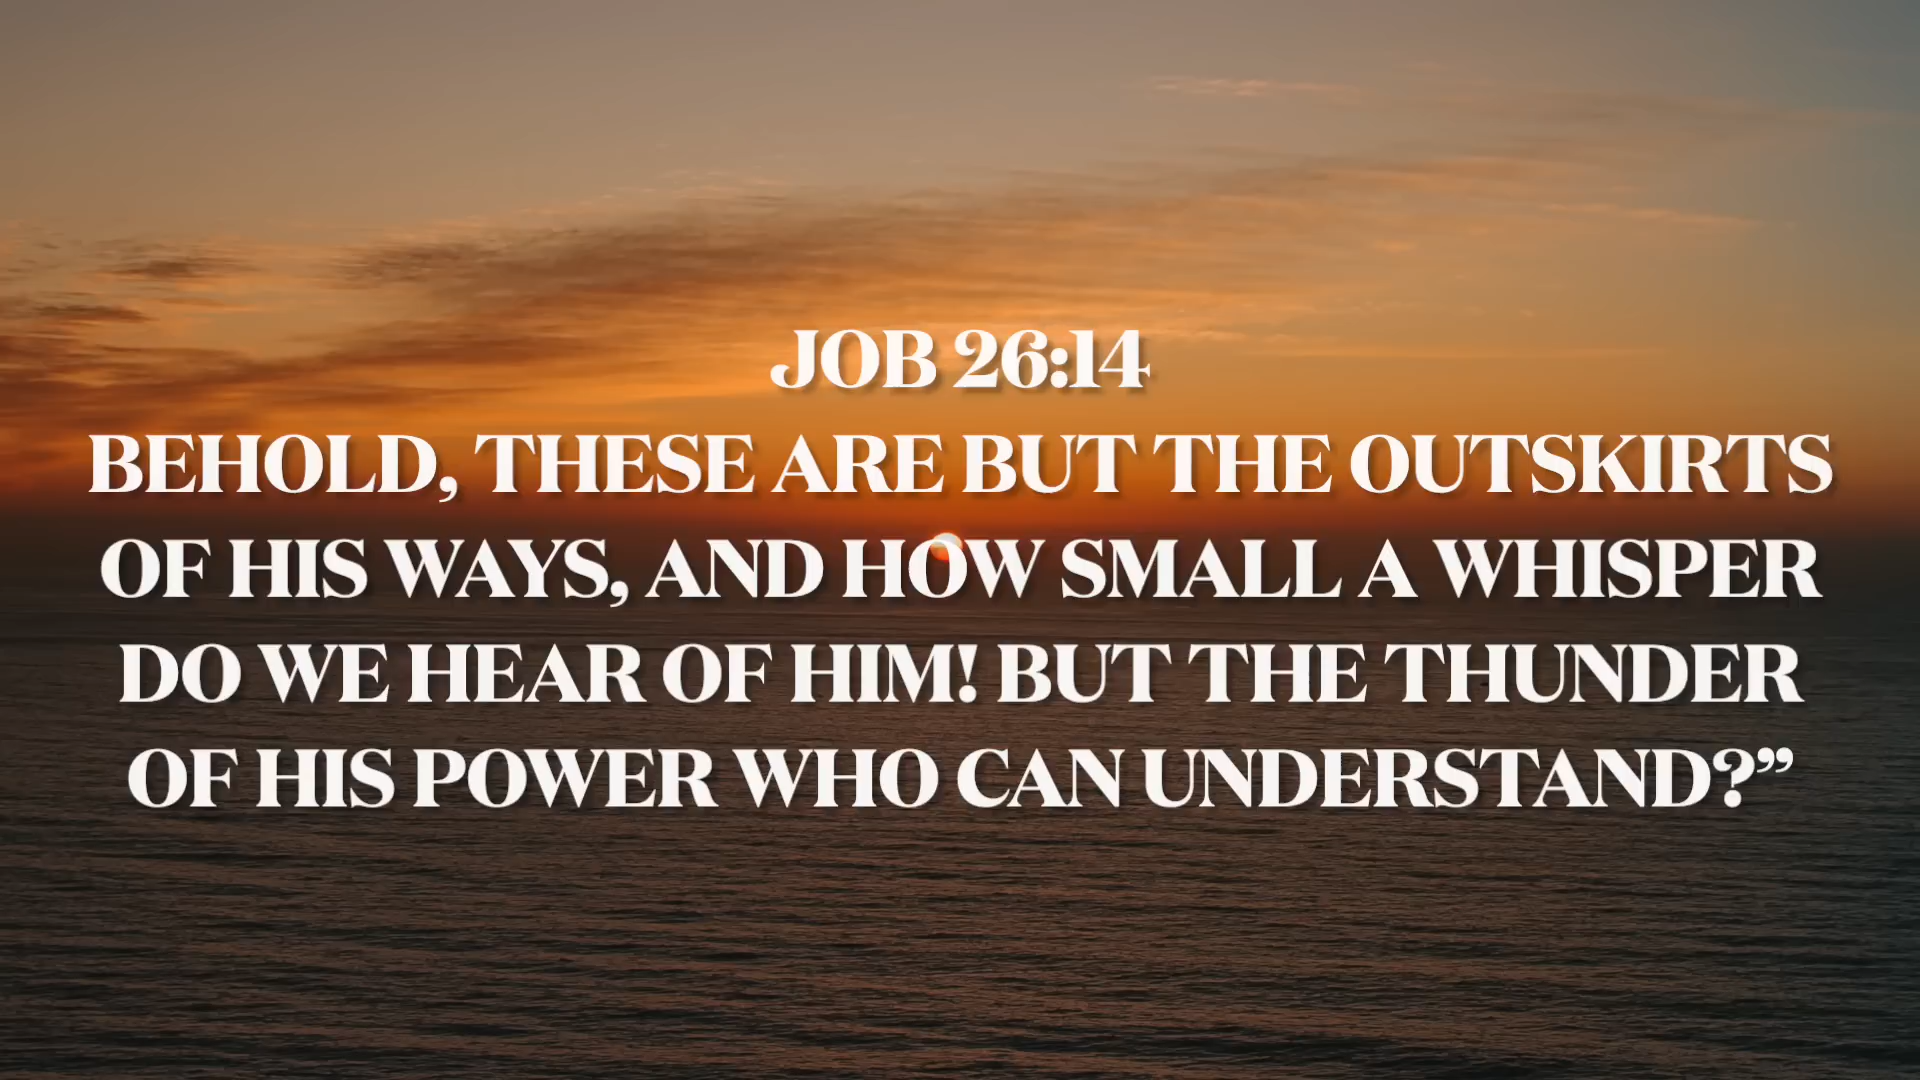 JOB 26:14
BEHOLD, THESE ARE BUT THE OUTSKIRTS
OF HIS WAYS, AND HOW SMALL A WHISPER
DO WE HEAR OF HIM! BUT THE THUNDER
OF HIS POWER WHO CAN UNDERSTAND?”